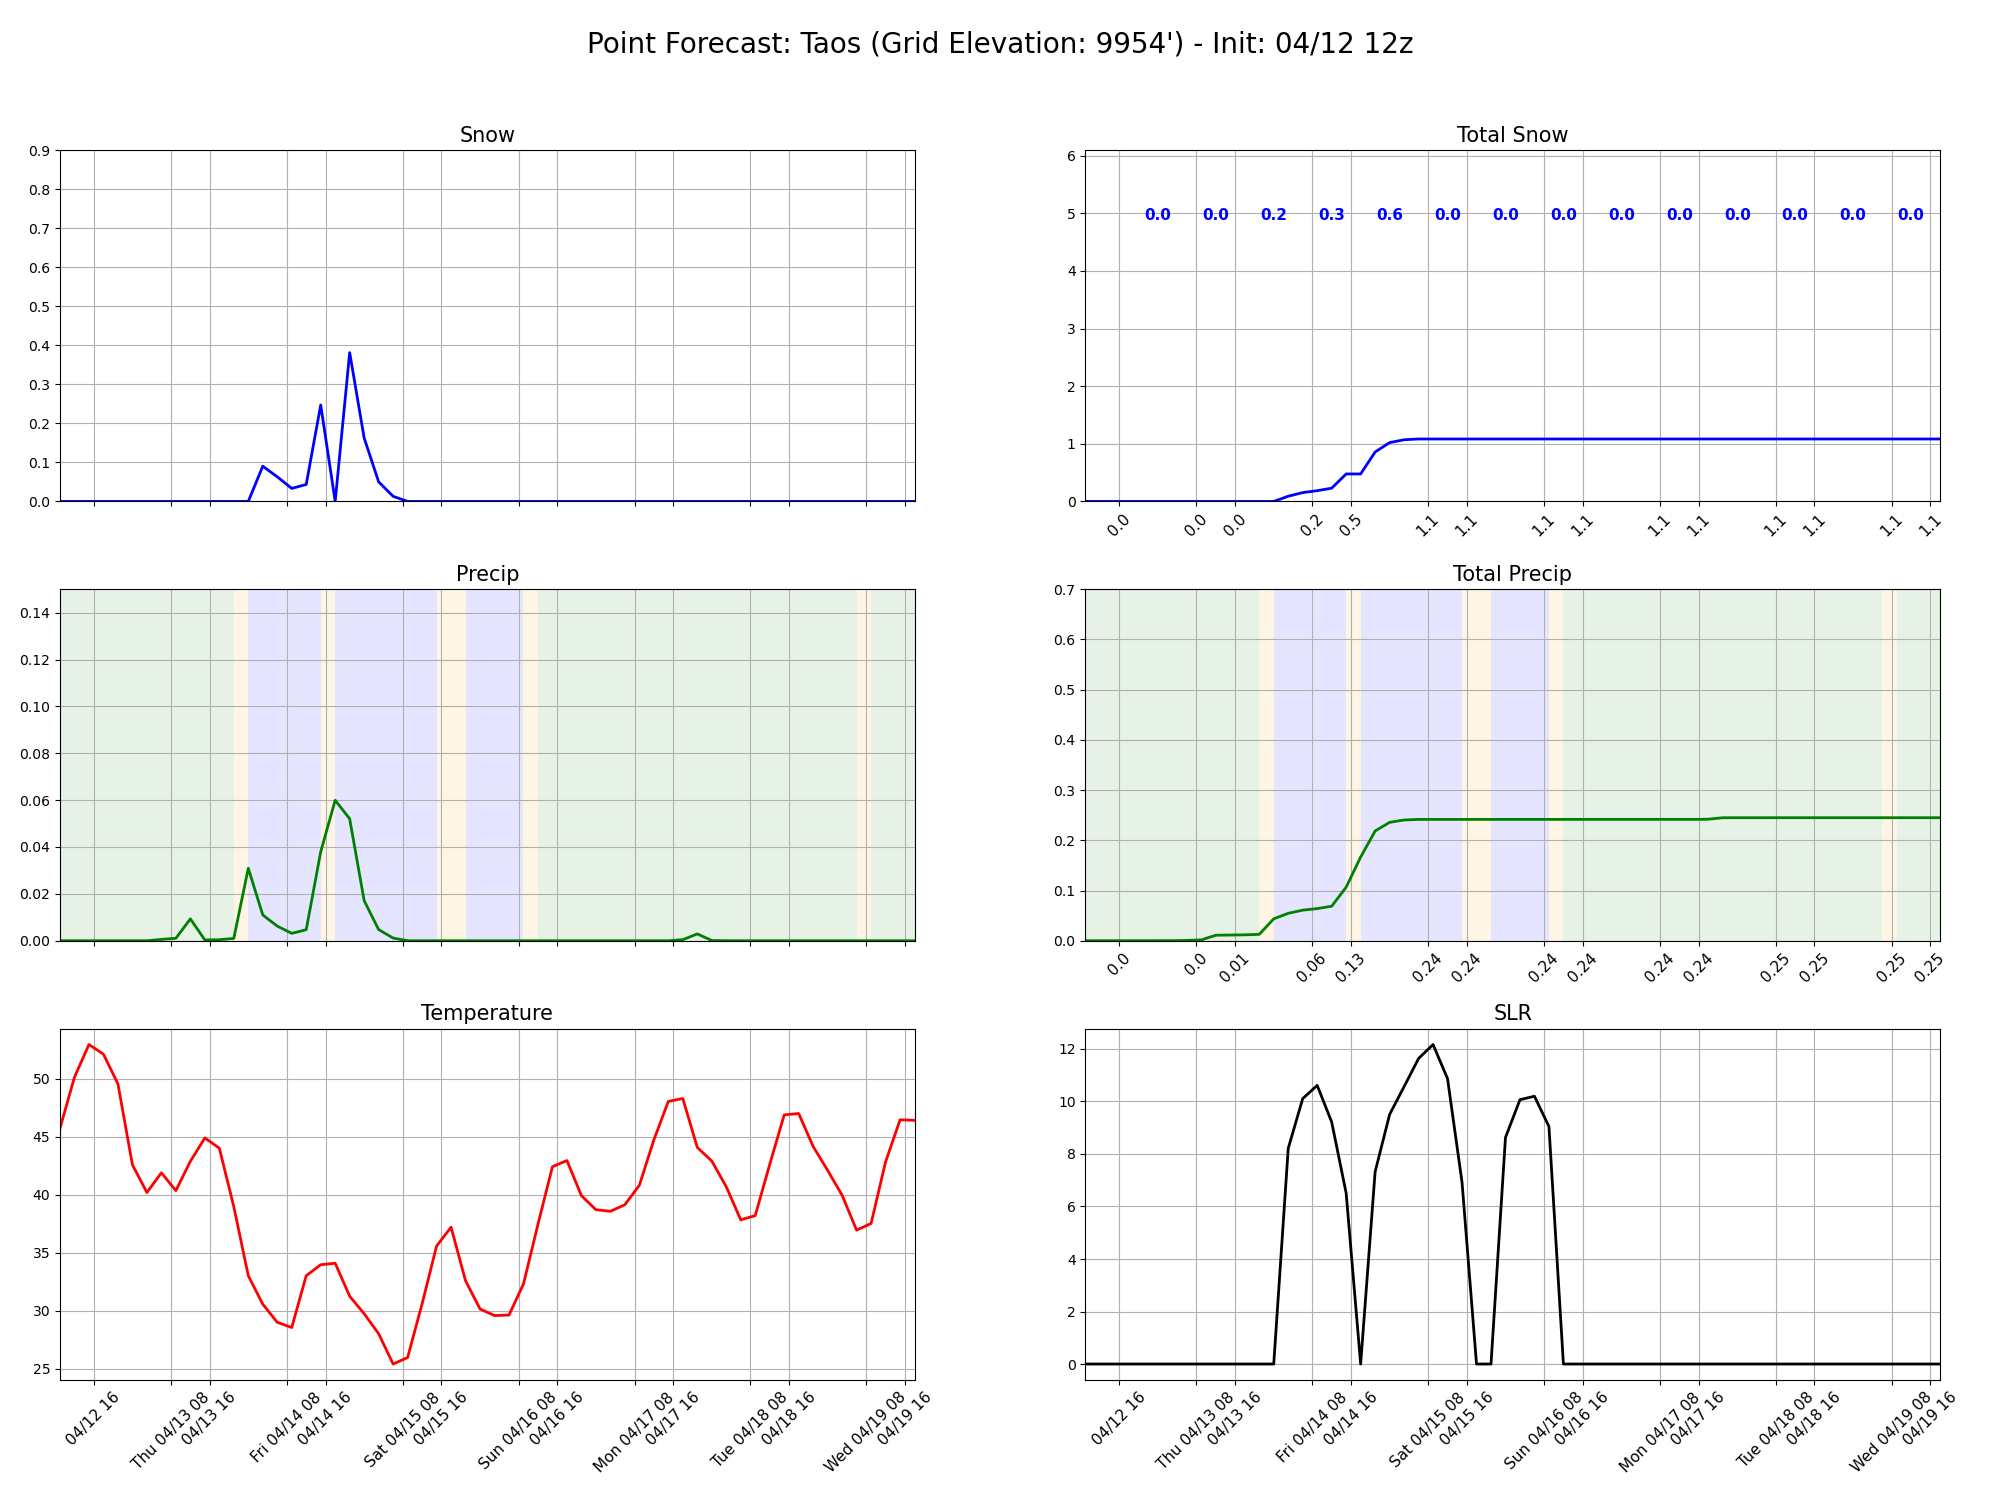 Point Forecast: Taos (Grid Elevation: 9954') - Init: 04/12 12z
Snow
0.9
0.8
0.7
0.6
0.5
0.4
0.3
0.2
0.1
0.0
Total Snow
6
5
4
3
2
1
0
0.0 0.0 0.2 0.3 0.6 0.0 0.0 0.0 0.0 0.0 0.0 0.0 0.0 0.0
0.0 0.0 0.0 0.2 0.5 1.1 1.1 1.1 1.1 1.1 1.1 1.1 1.1 1.1 1.1
Precip
0.14
0.12
0.10
0.08
0.06
0.04
0.02
0.00
Total Precip
0.7
0.6
0.5
0.4
0.3
0.2
0.1
0.0
0.0 0.0 0.01 0.06 0.13 0.24 0.24 0.24 0.24 0.24 0.24 0.25 0.25 0.25 0.25
Temperature
50
45
40
35
30
25
04/12 16
Thu 04/13 08
04/13 16
Fri 04/14 08
04/14 16
Sat 04/15 08
04/15 16
Sun 04/16 08
04/16 16
Mon 04/17 08
04/17 16
Tue 04/18 08
04/18 16
Wed 04/19 08
04/19 16
SLR
12
10
8
6
4
2
0
04/12 16
Thu 04/13 08
04/13 16
Fri 04/14 08
04/14 16
Sat 04/15 08
04/15 16
Sun 04/16 08
04/16 16
Mon 04/17 08
04/17 16
Tue 04/18 08
04/18 16
Wed 04/19 08
04/19 16